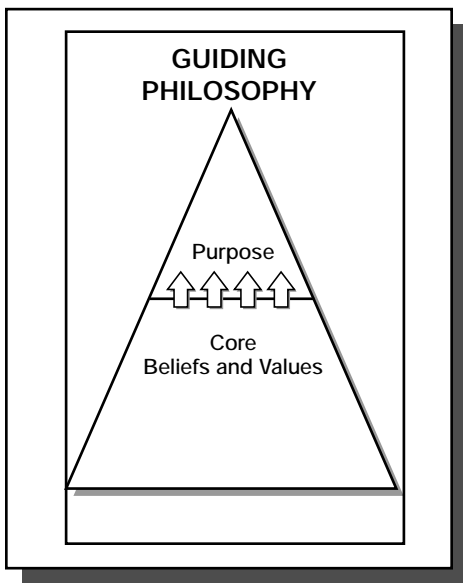 GUIDING
PHILOSOPHY
Purpose
Core
Beliefs and Values